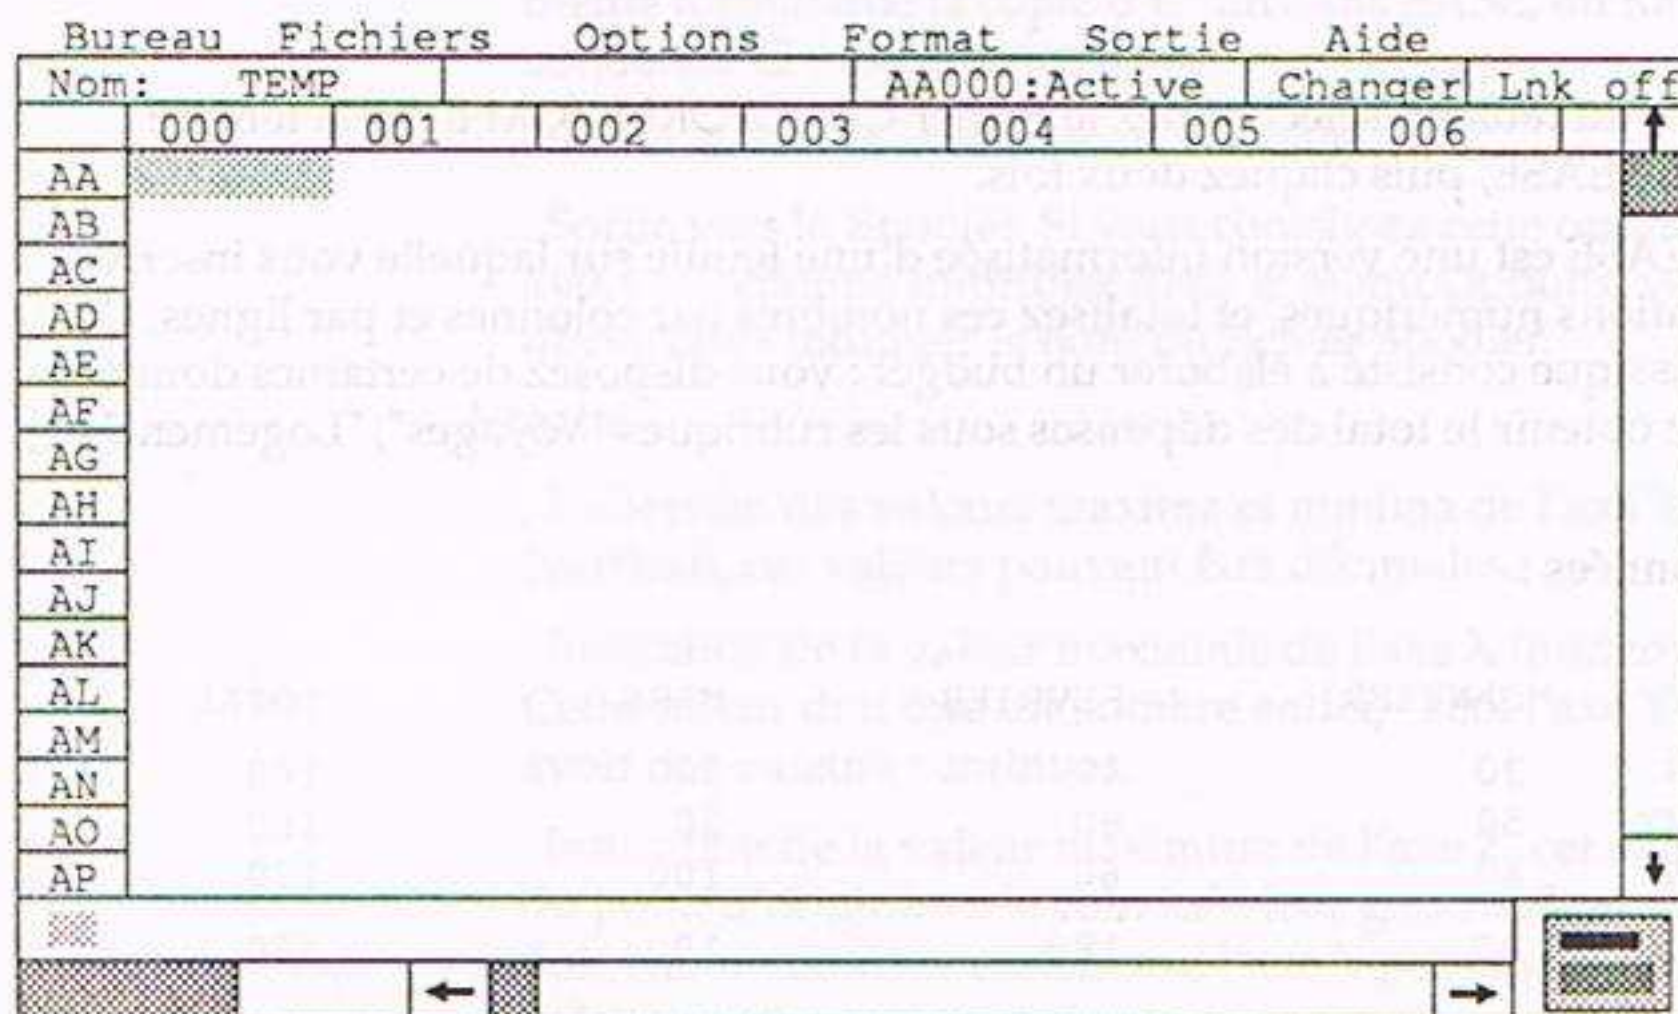 Bureau Fichiers Options Format Sortie Aide
Nom: TEMP AA000:Active Changer Lnk off
000 001 002 003 004 005 006
AA
AB
AC
AD
AE
AF
AG
AH
AI
AJ
AK
AL
AM
AN
AO
AP